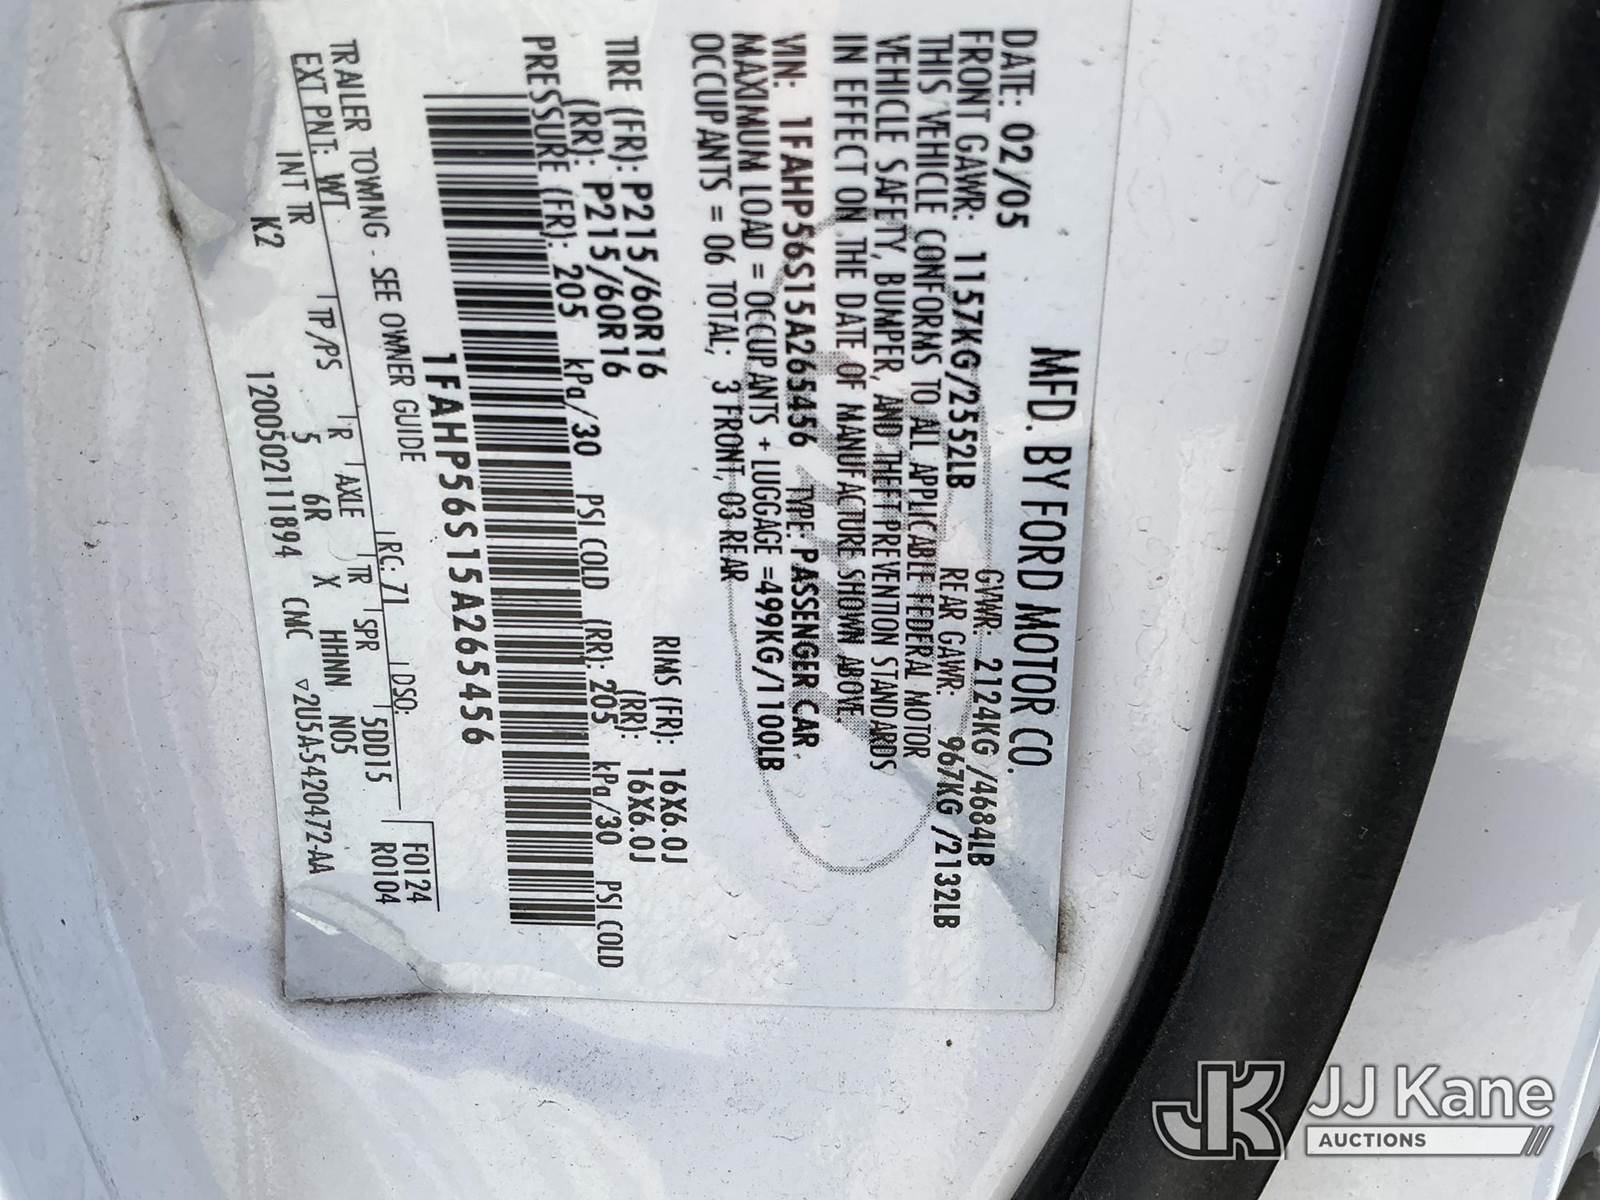 MFD. BY FORD MOTOR CO.
DATE: 02/05 GVWR: 2124KG /4684LB
FRONT GAWR: 1157KG/2552LB REAR GAWR: 967KG /2132LB
THIS VEHICLE CONFORMS TO ALL APPLICABLE FEDERAL MOTOR
VEHICLE SAFETY, BUMPER, AND THEFT PREVENTION STANDARDS
IN EFFECT ON THE DATE OF MANUFACTURE SHOWN ABOVE.
VIN: 1FAHP56S15A265456 TYPE: PASSENGER CAR
MAXIMUM LOAD = OCCUPANTS + LUGGAGE =499KG/1100LB
OCCUPANTS = 06 TOTAL; 3 FRONT, 03 REAR
TIRE (FR): P215/60R16 RIMS (FR): 16X6.0J
(RR): P215/60R16 (RR): 16X6.0J
PRESSURE (FR): 205 kPa/30 PSI COLD (RR): 205 kPa/30 PSI COLD
1FAHP56S15A265456
F0124
R0104
TRAILER TOWING - SEE OWNER GUIDE
EXT PNT: WT RC: 71 DSO:
INT TR TP/PS R AXLE TR SPR 5DD15
K2 5 6R X HHNN N05
1200502111894 CMC ▽2U5A-5420472-AA
JK JJ Kane
AUCTIONS